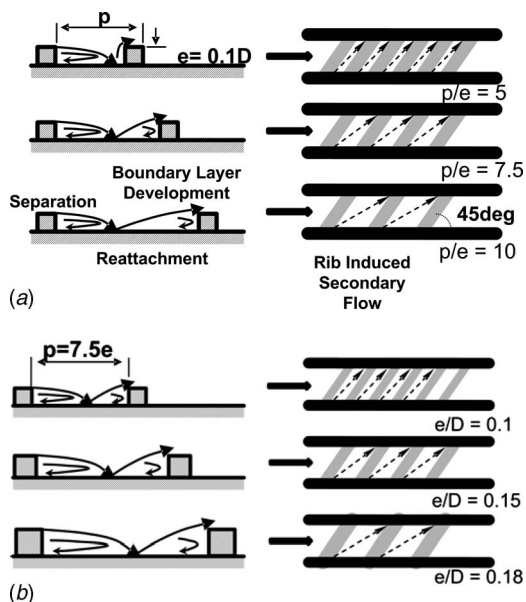 p
e= 0.1D
p/e = 5
p/e = 7.5
Boundary Layer
Development
Separation
Reattachment
45deg
p/e = 10
Rib Induced
Secondary
Flow
(a)
p=7.5e
e/D = 0.1
e/D = 0.15
e/D = 0.18
(b)